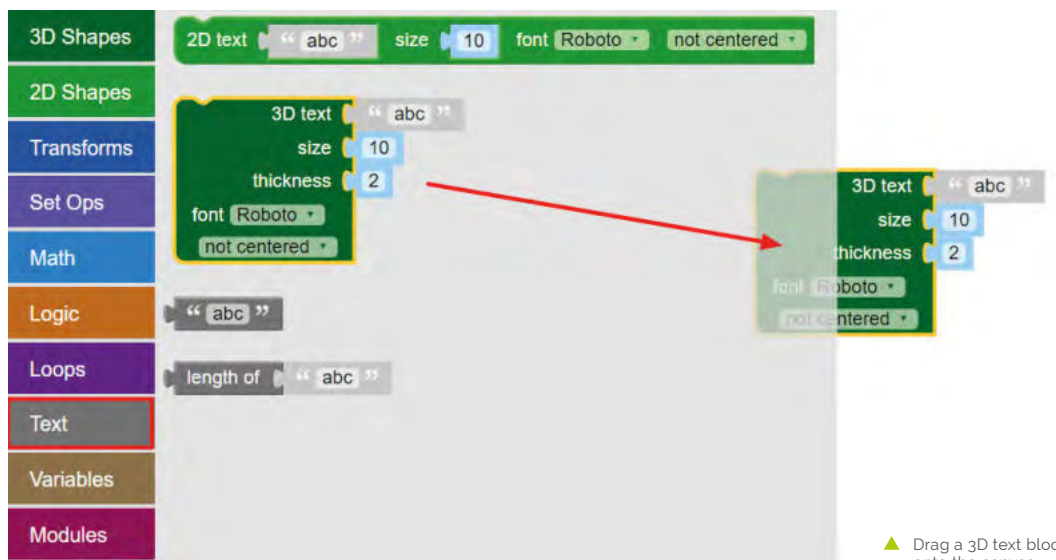 3D Shapes
2D Shapes
Transforms
Set Ops
Math
Logic
Loops
Text
Variables
Modules
2D text “ abc ” size 10 font Roboto not centered
3D text “ abc ”
size 10
thickness 2
font Roboto
not centered
“ abc ”
length of “ abc ”
3D text “ abc ”
size 10
thickness 2
font Roboto
not centered
Drag a 3D text bloc